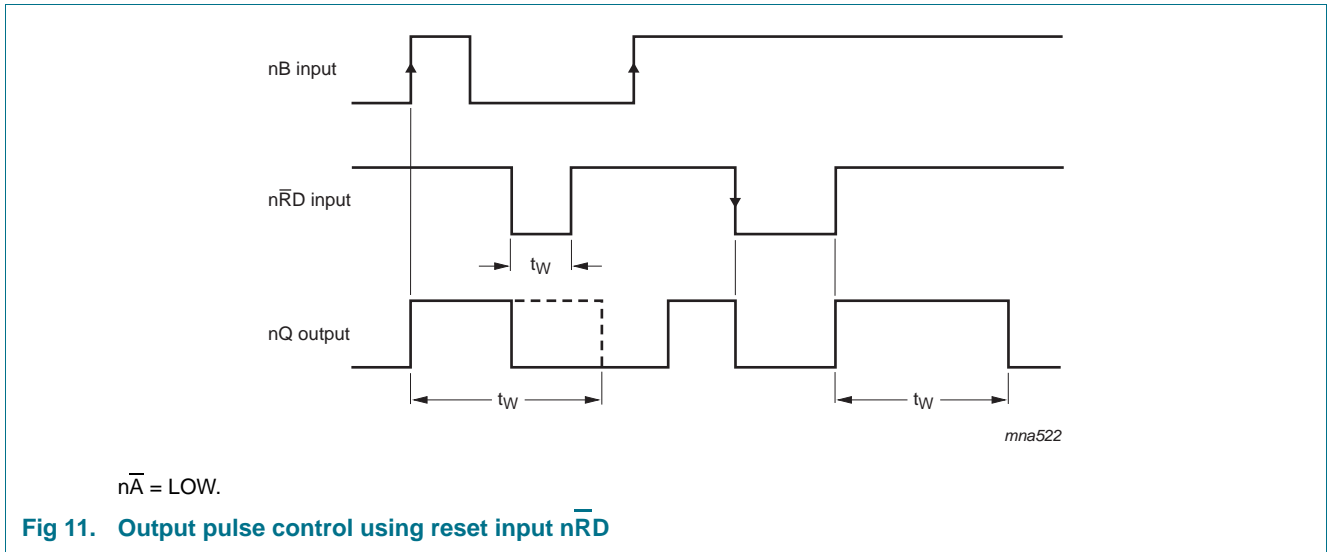 nB input
nR̅D input
tW
nQ output
tW
tW
mna522
nA̅ = LOW.
Fig 11. Output pulse control using reset input nR̅D